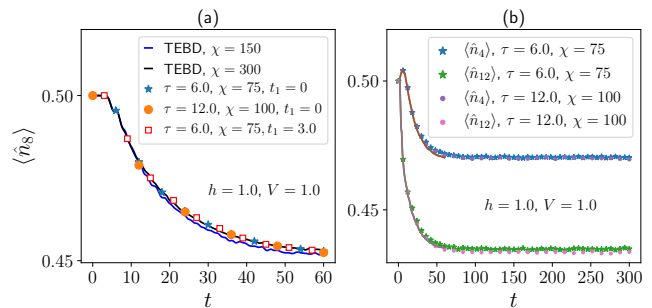 (a)
TEBD, χ = 150
TEBD, χ = 300
τ = 6.0, χ = 75, t₁ = 0
τ = 12.0, χ = 100, t₁ = 0
τ = 6.0, χ = 75, t₁ = 3.0
h = 1.0, V = 1.0
0.50
0.45
⟨n̂₈⟩
0 10 20 30 40 50 60
t
(b)
⟨n̂₄⟩, τ = 6.0, χ = 75
⟨n̂₁₂⟩, τ = 6.0, χ = 75
⟨n̂₄⟩, τ = 12.0, χ = 100
⟨n̂₁₂⟩, τ = 12.0, χ = 100
h = 1.0, V = 1.0
0.50
0.45
0 50 100 150 200 250 300
t